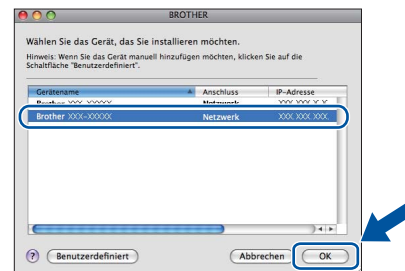 BROTHER
Wählen Sie das Gerät, das Sie installieren möchten.
Hinweis: Wenn Sie das Gerät manuell hinzufügen möchten, klicken Sie auf die
Schaltfläche "Benutzerdefiniert".
Gerätename Anschluss IP-Adresse
Brother XXX-XXXXX Netzwerk XXX.XXX.X.X
Brother XXX-XXXXX Netzwerk XXX.XXX.XXX.
? Benutzerdefiniert Abbrechen OK